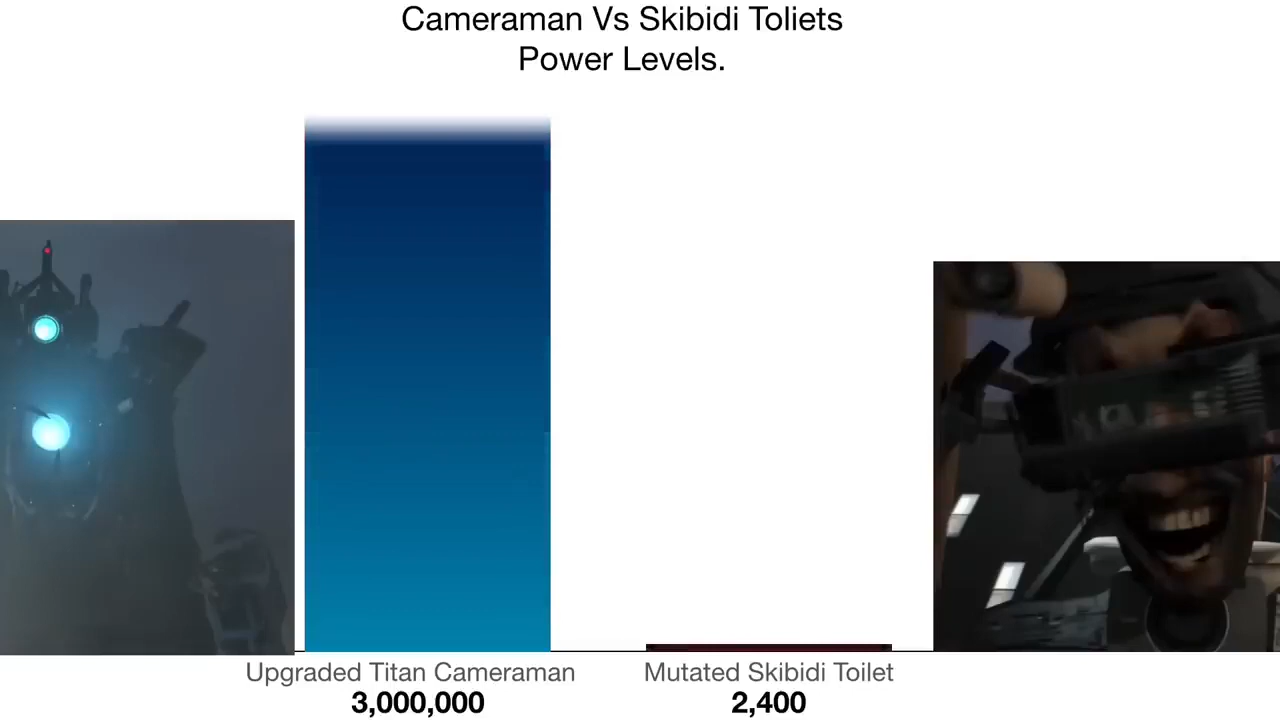 Cameraman Vs Skibidi Toliets
Power Levels.
Upgraded Titan Cameraman
3,000,000
Mutated Skibidi Toilet
2,400